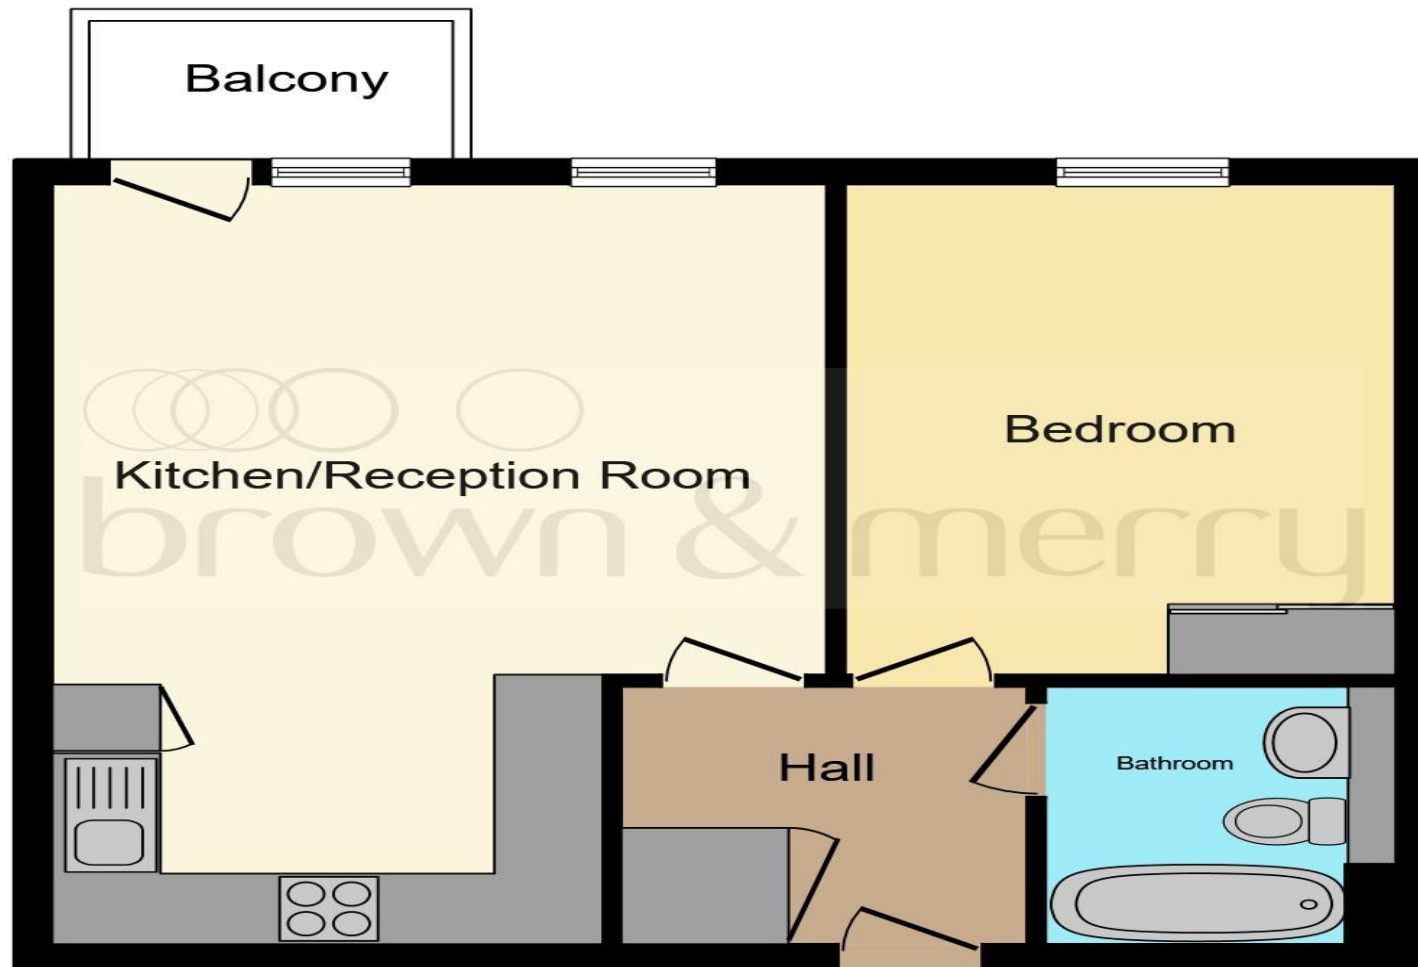 Balcony
Bedroom
Kitchen/Reception Room
brown & merry
Hall
Bathroom